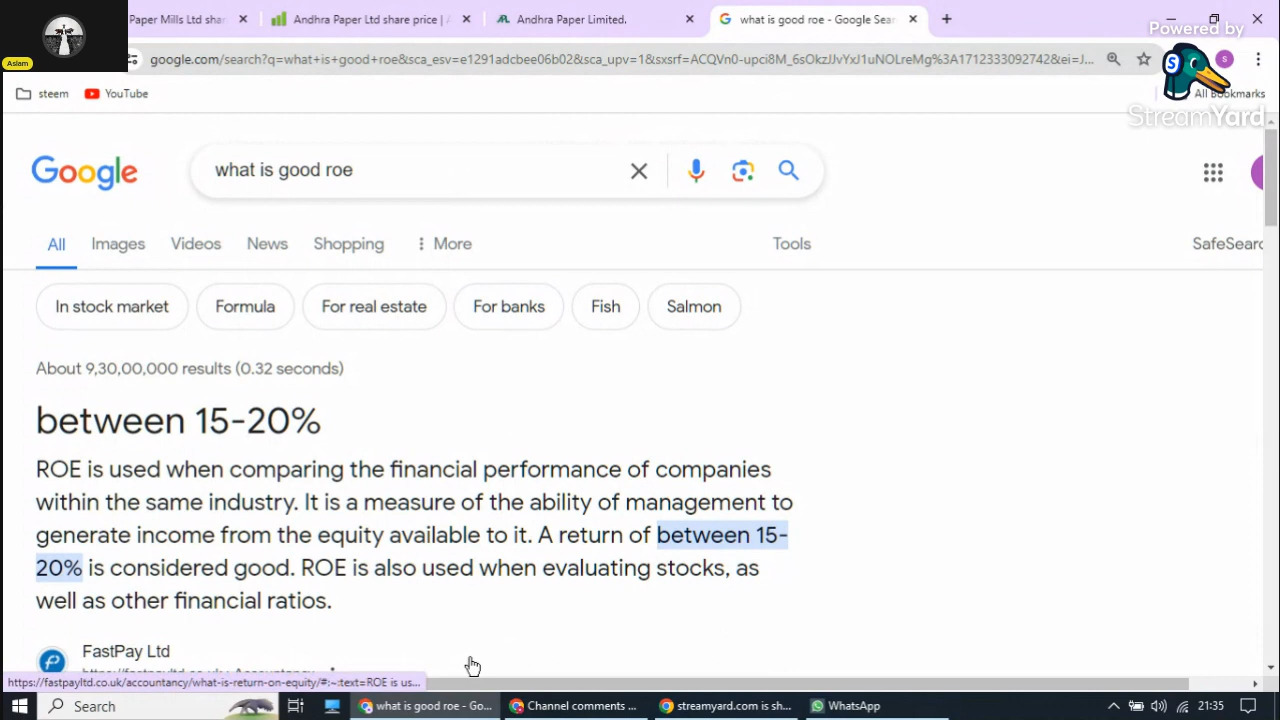 Paper Mills Ltd shar
Andhra Paper Ltd share price | A
Andhra Paper Limited.
what is good roe - Google Sear
Powered by
StreamYard
Aslam
google.com/search?q=what+is+good+roe&sca_esv=ef291adcbee06b02&sca_upv=1&sxsrf=ACQVn0-upci8M_6sOkzJJvYxJ1uNOLreMg%3A1712333092742&ei=J...
s
steem
YouTube
All Bookmarks
Google
what is good roe
All
Images
Videos
News
Shopping
More
Tools
SafeSearc
In stock market
Formula
For real estate
For banks
Fish
Salmon
About 9,30,00,000 results (0.32 seconds)
between 15-20%
ROE is used when comparing the financial performance of companies
within the same industry. It is a measure of the ability of management to
generate income from the equity available to it. A return of between 15-
20% is considered good. ROE is also used when evaluating stocks, as
well as other financial ratios.
FastPay Ltd
https://fastpayltd.co.uk/accountancy/what-is-return-on-equity/#:~:text=ROE is us...
Search
what is good roe - Go...
Channel comments ...
streamyard.com is sh...
WhatsApp
21:35